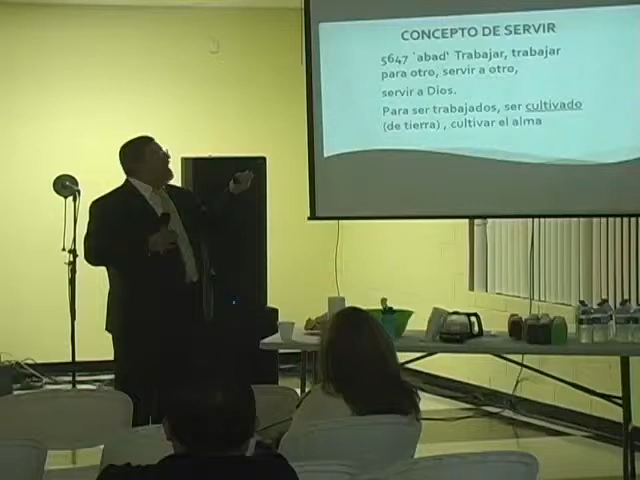 CONCEPTO DE SERVIR
5647 ʽabadʽ Trabajar, trabajar
para otro, servir a otro,
servir a Dios.
Para ser trabajados, ser cultivado
(de tierra) , cultivar el alma